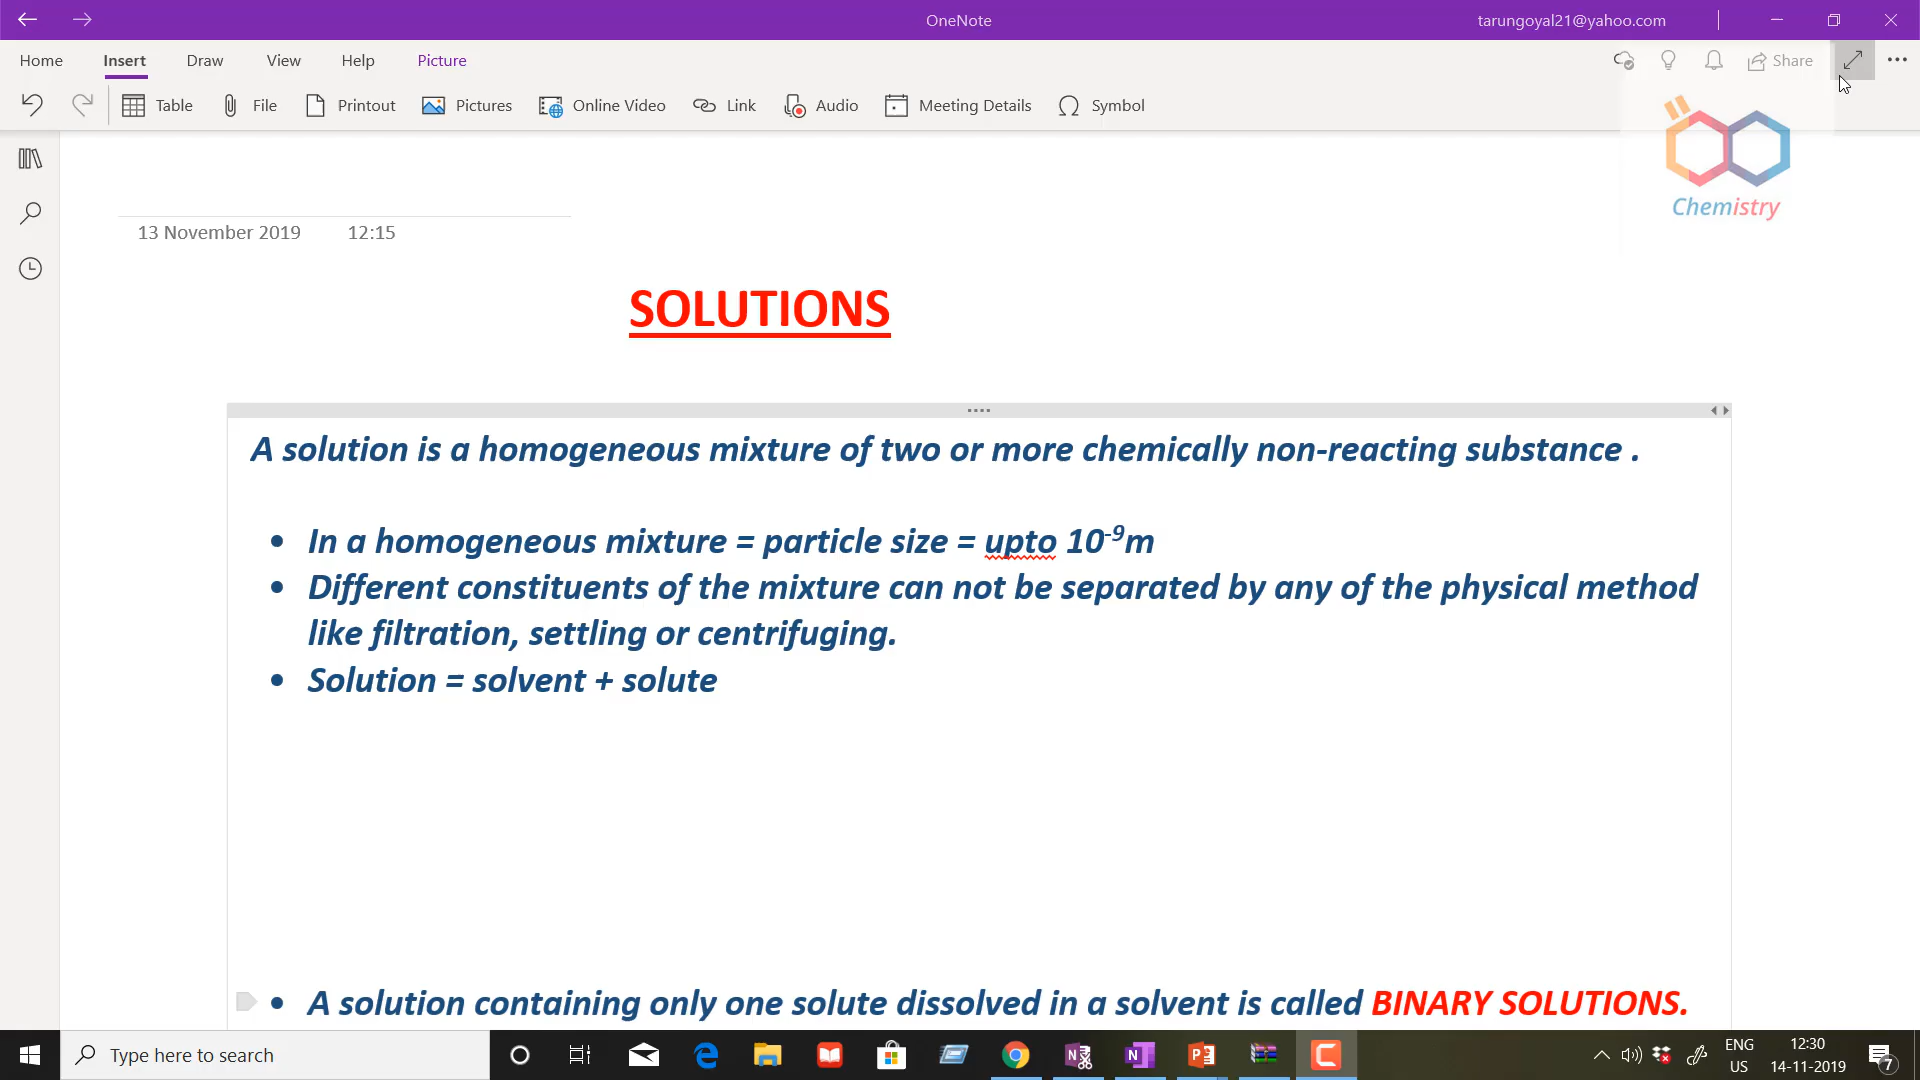 OneNote
tarungoyal21@yahoo.com
Home Insert Draw View Help Picture
Share
Table File Printout Pictures Online Video Link Audio Meeting Details Symbol
Chemistry
13 November 2019 12:15
SOLUTIONS
A solution is a homogeneous mixture of two or more chemically non-reacting substance .
• In a homogeneous mixture = particle size = upto 10⁻⁹m
• Different constituents of the mixture can not be separated by any of the physical method
like filtration, settling or centrifuging.
• Solution = solvent + solute
• A solution containing only one solute dissolved in a solvent is called BINARY SOLUTIONS.
Type here to search
ENG
US
12:30
14-11-2019
7